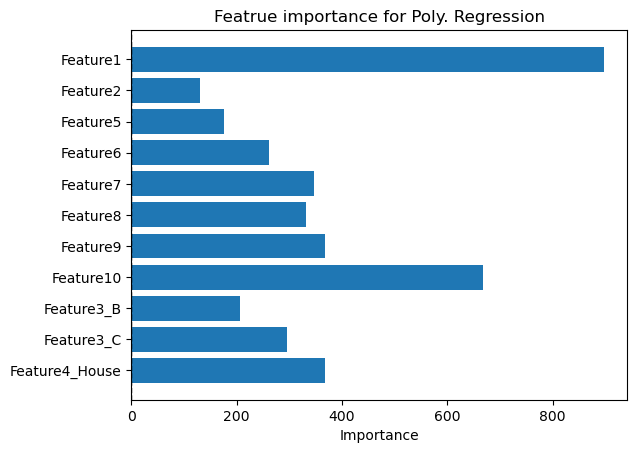 Featrue importance for Poly. Regression
Feature1
Feature2
Feature5
Feature6
Feature7
Feature8
Feature9
Feature10
Feature3_B
Feature3_C
Feature4_House
0 200 400 600 800
Importance